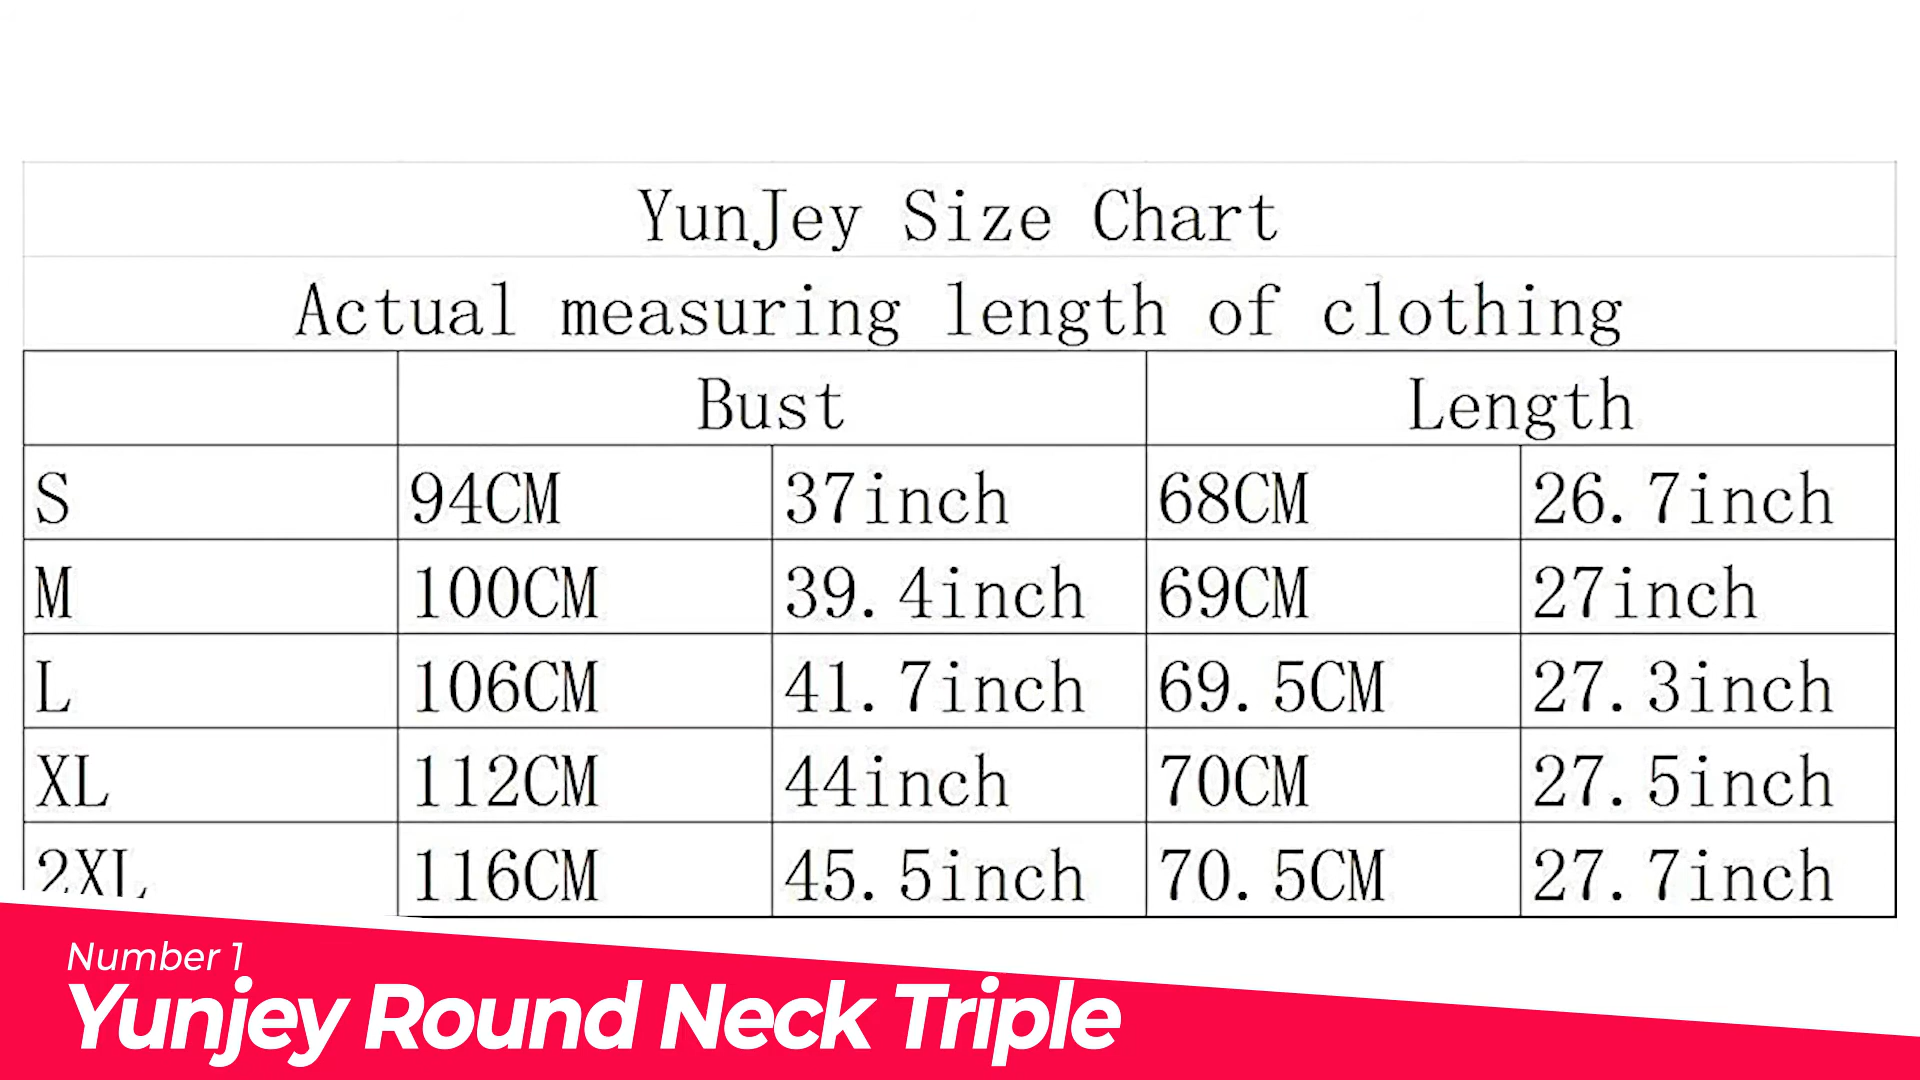 YunJey Size Chart
Actual measuring length of clothing
Bust Length
S 94CM 37inch 68CM 26.7inch
M 100CM 39.4inch 69CM 27inch
L 106CM 41.7inch 69.5CM 27.3inch
XL 112CM 44inch 70CM 27.5inch
2XL 116CM 45.5inch 70.5CM 27.7inch
Number 1
Yunjey Round Neck Triple